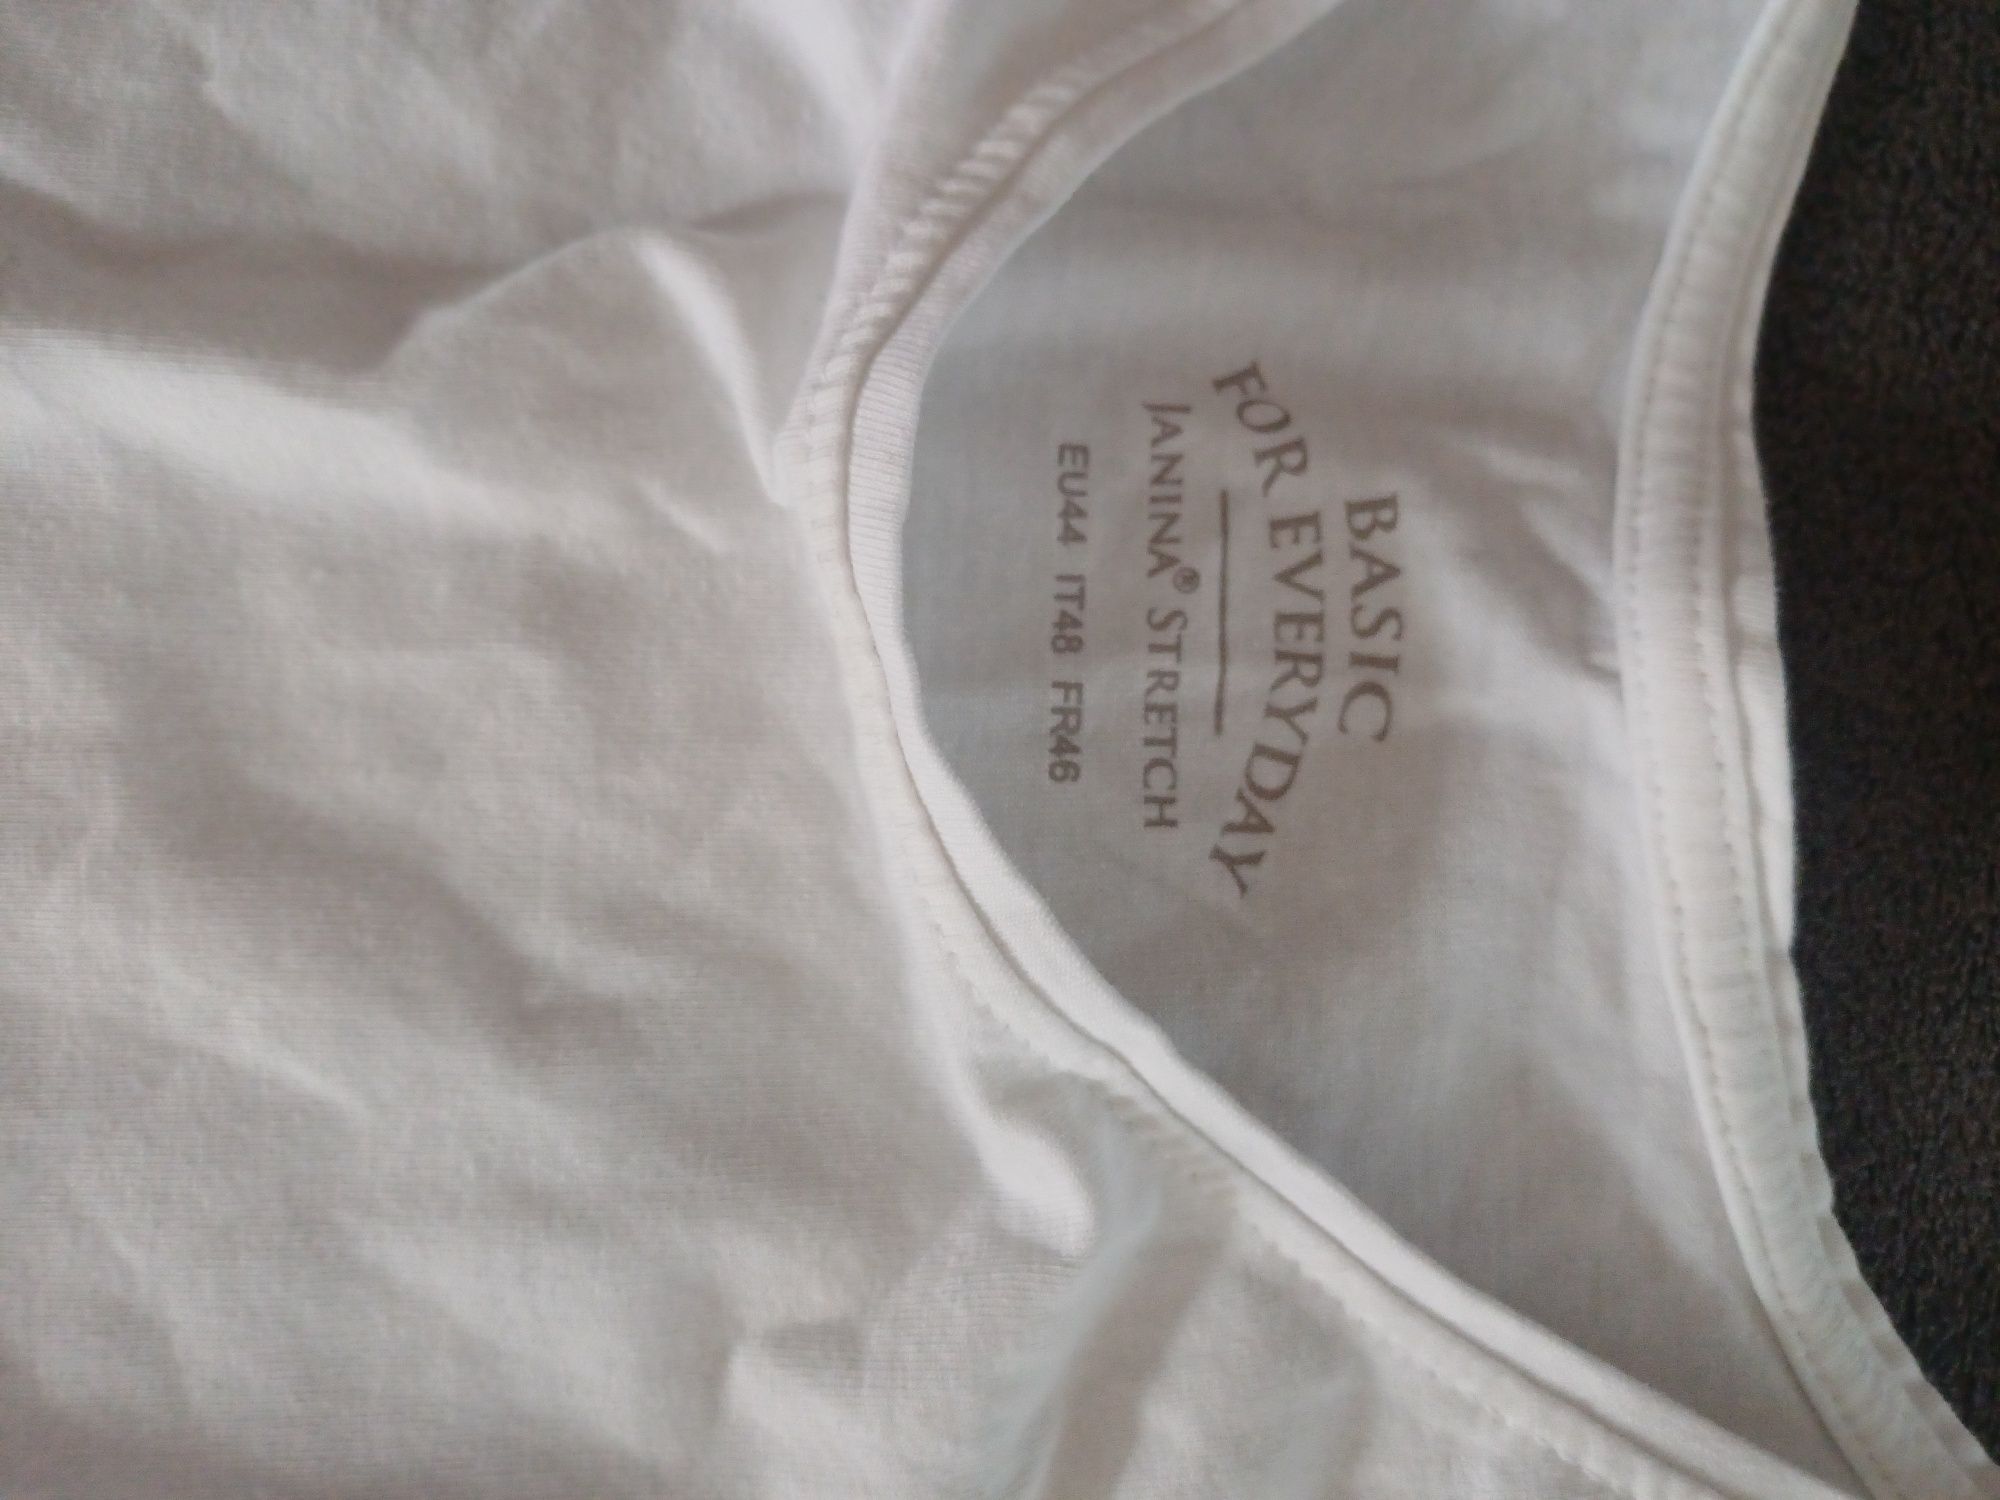 BASIC
FOR EVERYDAY
JANINA® STRETCH
EU44 IT48 FR46